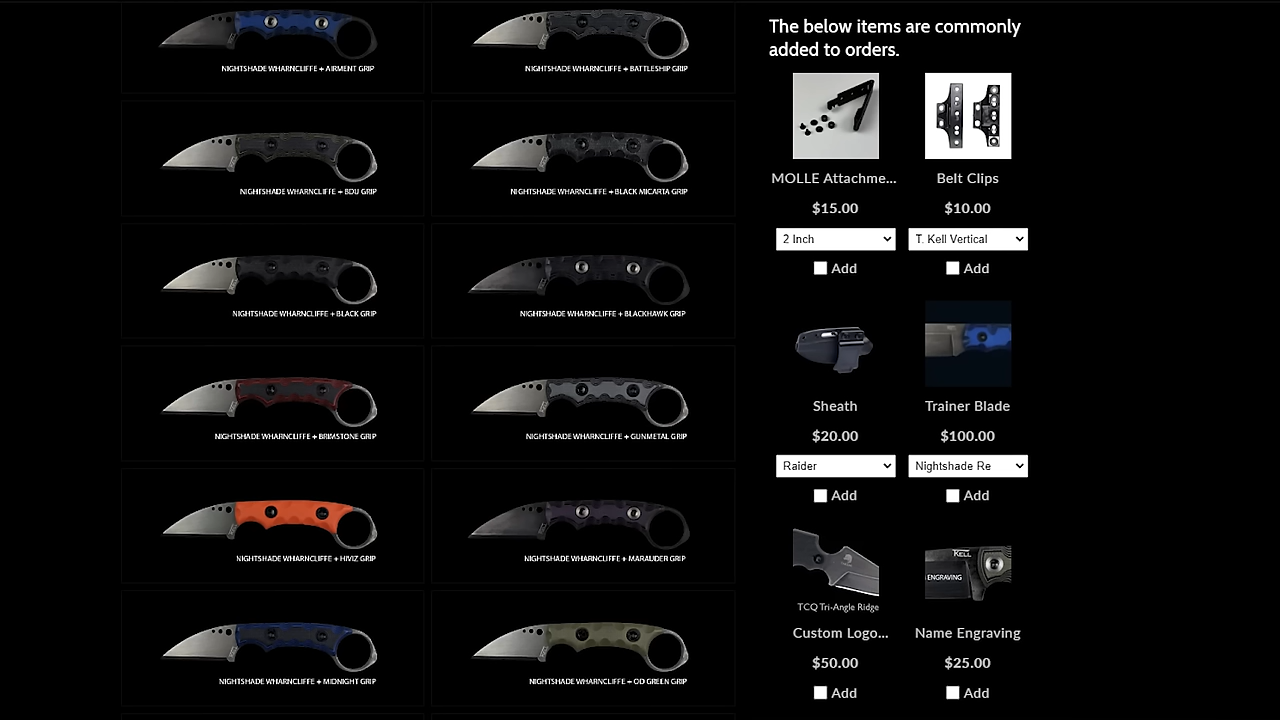 NIGHTSHADE WHARNCLIFFE + AIRMENT GRIP
NIGHTSHADE WHARNCLIFFE + BATTLESHIP GRIP
NIGHTSHADE WHARNCLIFFE + BDU GRIP
NIGHTSHADE WHARNCLIFFE + BLACK MICARTA GRIP
NIGHTSHADE WHARNCLIFFE + BLACK GRIP
NIGHTSHADE WHARNCLIFFE + BLACKHAWK GRIP
NIGHTSHADE WHARNCLIFFE + BRIMSTONE GRIP
NIGHTSHADE WHARNCLIFFE + GUNMETAL GRIP
NIGHTSHADE WHARNCLIFFE + HIVIZ GRIP
NIGHTSHADE WHARNCLIFFE + MARAUDER GRIP
NIGHTSHADE WHARNCLIFFE + MIDNIGHT GRIP
NIGHTSHADE WHARNCLIFFE + OD GREEN GRIP
The below items are commonly
added to orders.
MOLLE Attachme...
Belt Clips
$15.00
$10.00
2 Inch
T. Kell Vertical
Add
Add
Sheath
Trainer Blade
$20.00
$100.00
Raider
Nightshade Re
Add
Add
KELL
ENGRAVING
TCQ Tri-Angle Ridge
Custom Logo...
Name Engraving
$50.00
$25.00
Add
Add